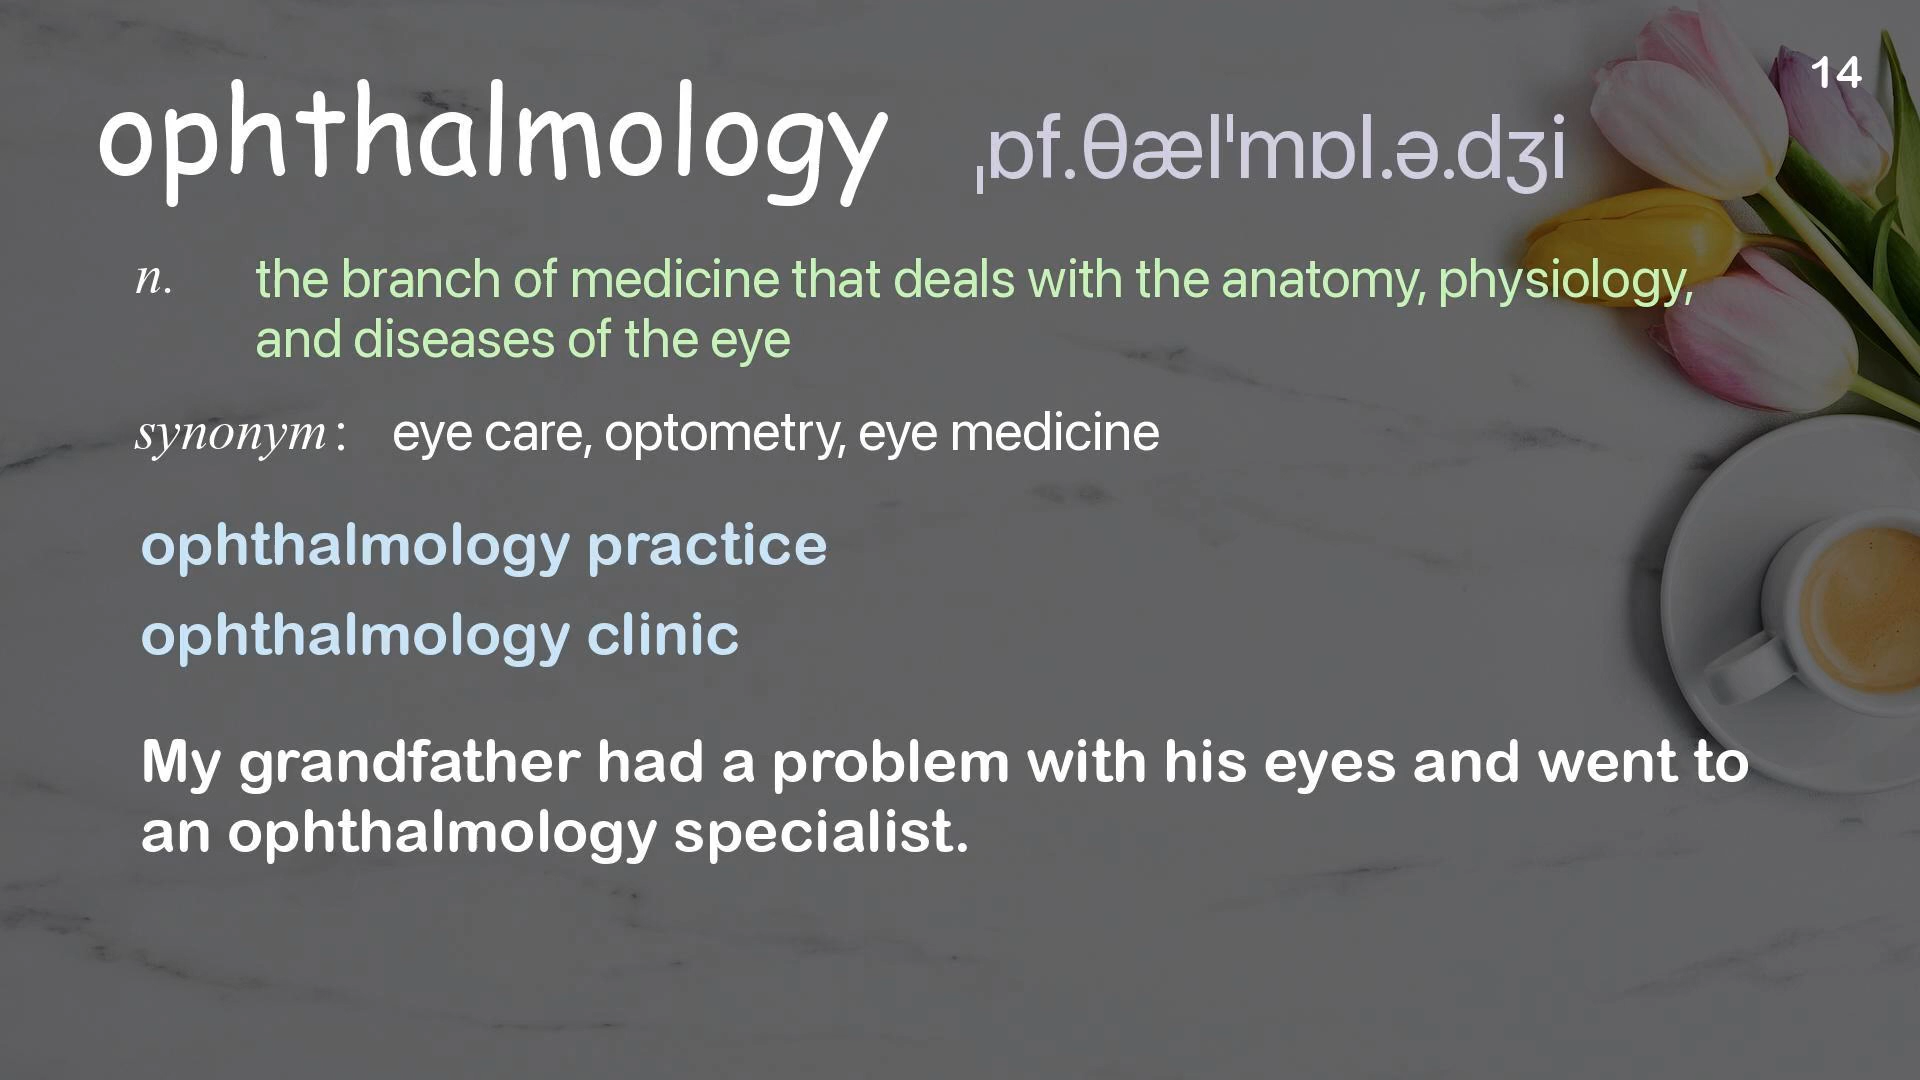 14
ophthalmology ˌɒf.θælˈmɒl.ə.dʒi
n. the branch of medicine that deals with the anatomy, physiology,
and diseases of the eye
synonym : eye care, optometry, eye medicine
ophthalmology practice
ophthalmology clinic
My grandfather had a problem with his eyes and went to
an ophthalmology specialist.